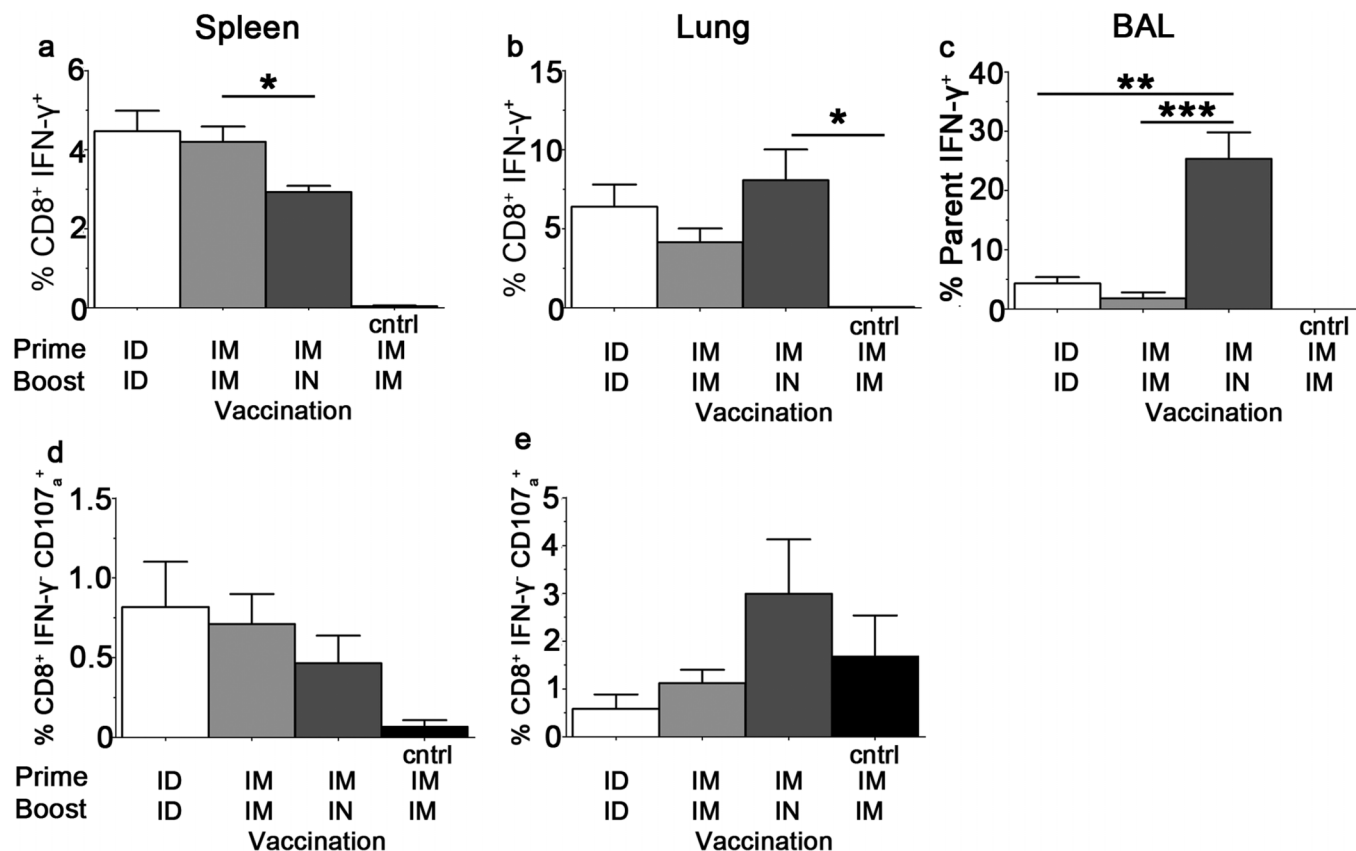 Spleen
Lung
BAL
a
% CD8+ IFN-γ+
6
4
2
0
*
cntrl
Prime ID IM IM IM
Boost ID IM IN IM
Vaccination
b
% CD8+ IFN-γ+
15
10
5
0
*
cntrl
ID IM IM IM
ID IM IN IM
Vaccination
c
% Parent IFN-γ+
40
30
20
10
0
**
***
cntrl
ID IM IM IM
ID IM IN IM
Vaccination
d
% CD8+ IFN-γ- CD107a+
1.5
1.0
0.5
0
cntrl
Prime ID IM IM IM
Boost ID IM IN IM
Vaccination
e
% CD8+ IFN-γ- CD107a+
5
4
3
2
1
0
cntrl
ID IM IM IM
ID IM IN IM
Vaccination